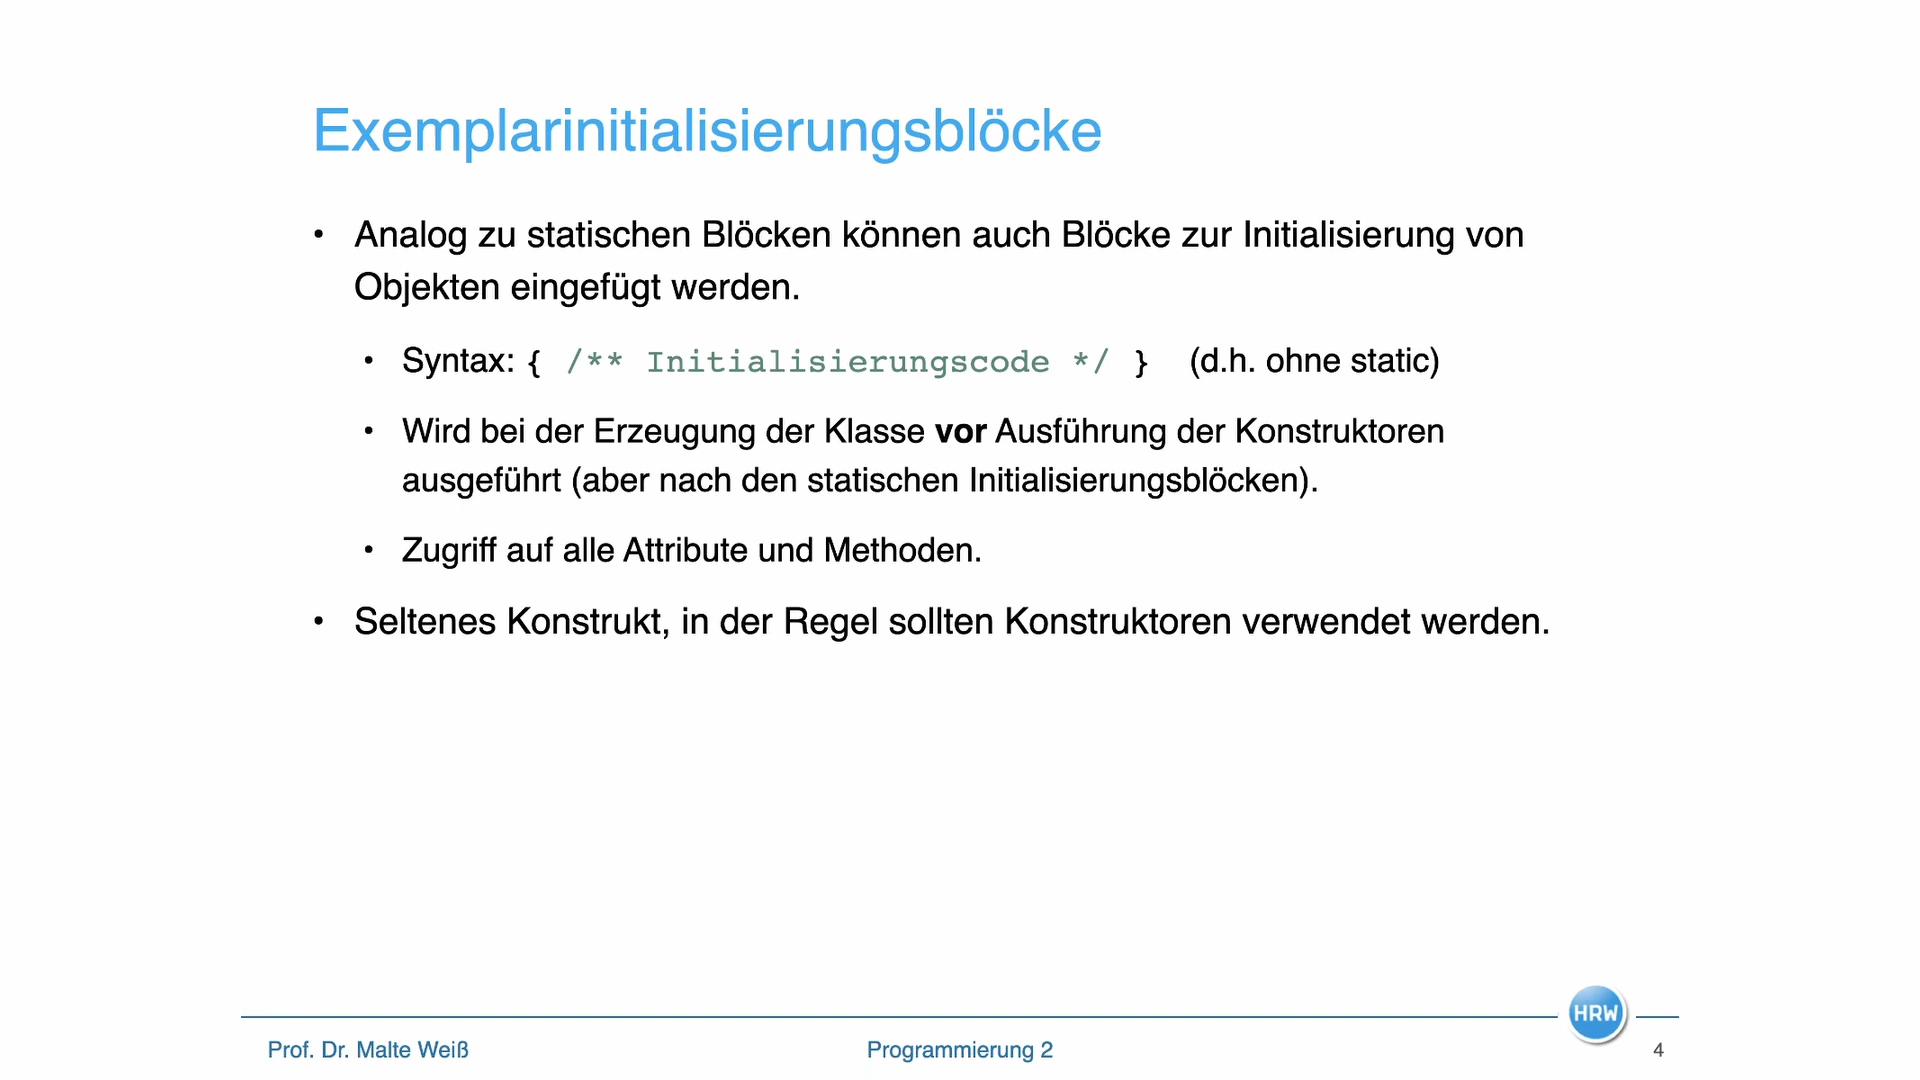 Exemplarinitialisierungsblöcke
• Analog zu statischen Blöcken können auch Blöcke zur Initialisierung von
Objekten eingefügt werden.
• Syntax: { /** Initialisierungscode */ } (d.h. ohne static)
• Wird bei der Erzeugung der Klasse vor Ausführung der Konstruktoren
ausgeführt (aber nach den statischen Initialisierungsblöcken).
• Zugriff auf alle Attribute und Methoden.
• Seltenes Konstrukt, in der Regel sollten Konstruktoren verwendet werden.
HRW
Prof. Dr. Malte Weiß
Programmierung 2
4